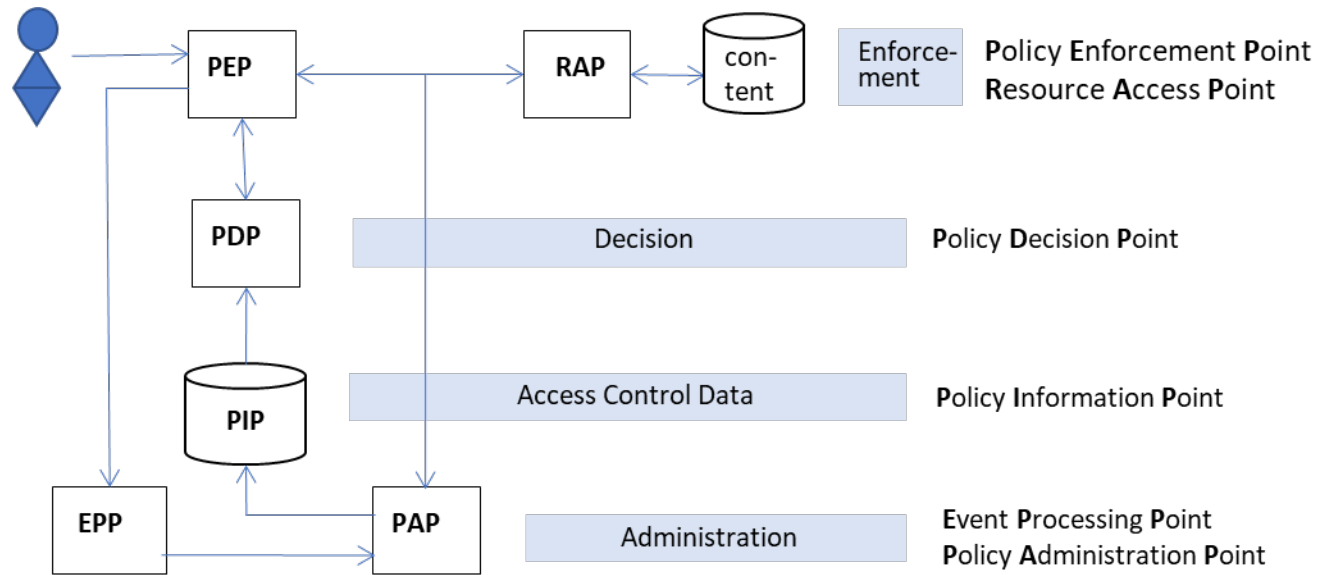 PEP
RAP
con-
tent
Enforce-
ment
Policy Enforcement Point
Resource Access Point
PDP
Decision
Policy Decision Point
PIP
Access Control Data
Policy Information Point
EPP
PAP
Administration
Event Processing Point
Policy Administration Point